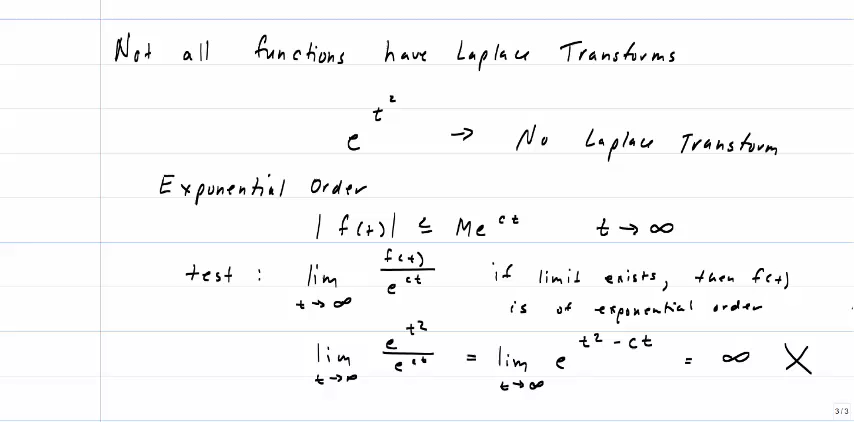 Not all functions have Laplace Transforms
e^{t^2} → No Laplace Transform
Exponential Order
|f(t)| ≤ Me^{ct} t → ∞
test : lim_{t→∞} f(t)/e^{ct} if limit exists, then f(t)
is of exponential order
lim_{t→∞} e^{t^2}/e^{ct} = lim_{t→∞} e^{t^2 - ct} = ∞ X
3/3